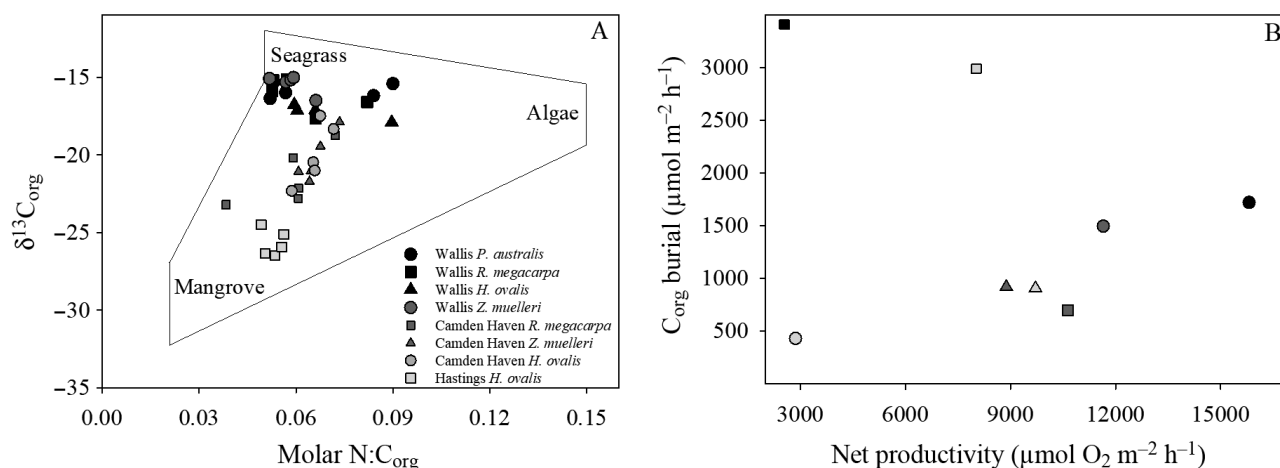 A
Seagrass
Algae
Mangrove
−15
−20
−25
−30
−35
δ¹³C_org
0.00 0.03 0.06 0.09 0.12 0.15
Molar N:C_org
Wallis P. australis
Wallis R. megacarpa
Wallis H. ovalis
Wallis Z. muelleri
Camden Haven R. megacarpa
Camden Haven Z. muelleri
Camden Haven H. ovalis
Hastings H. ovalis
B
3000
2500
2000
1500
1000
500
C_org burial (µmol m⁻² h⁻¹)
3000 6000 9000 12000 15000
Net productivity (µmol O₂ m⁻² h⁻¹)